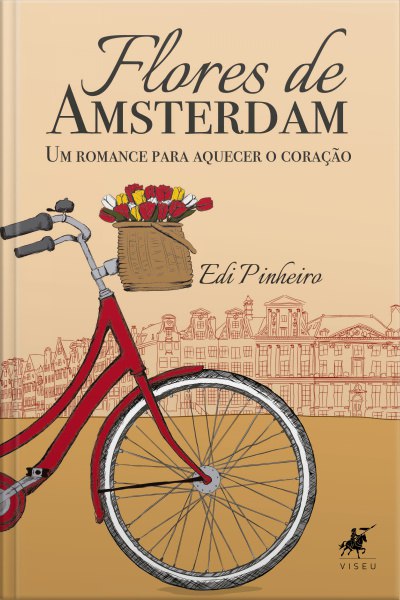 Flores de
AMSTERDAM
UM ROMANCE PARA AQUECER O CORAÇÃO
Edi Pinheiro
VISEU